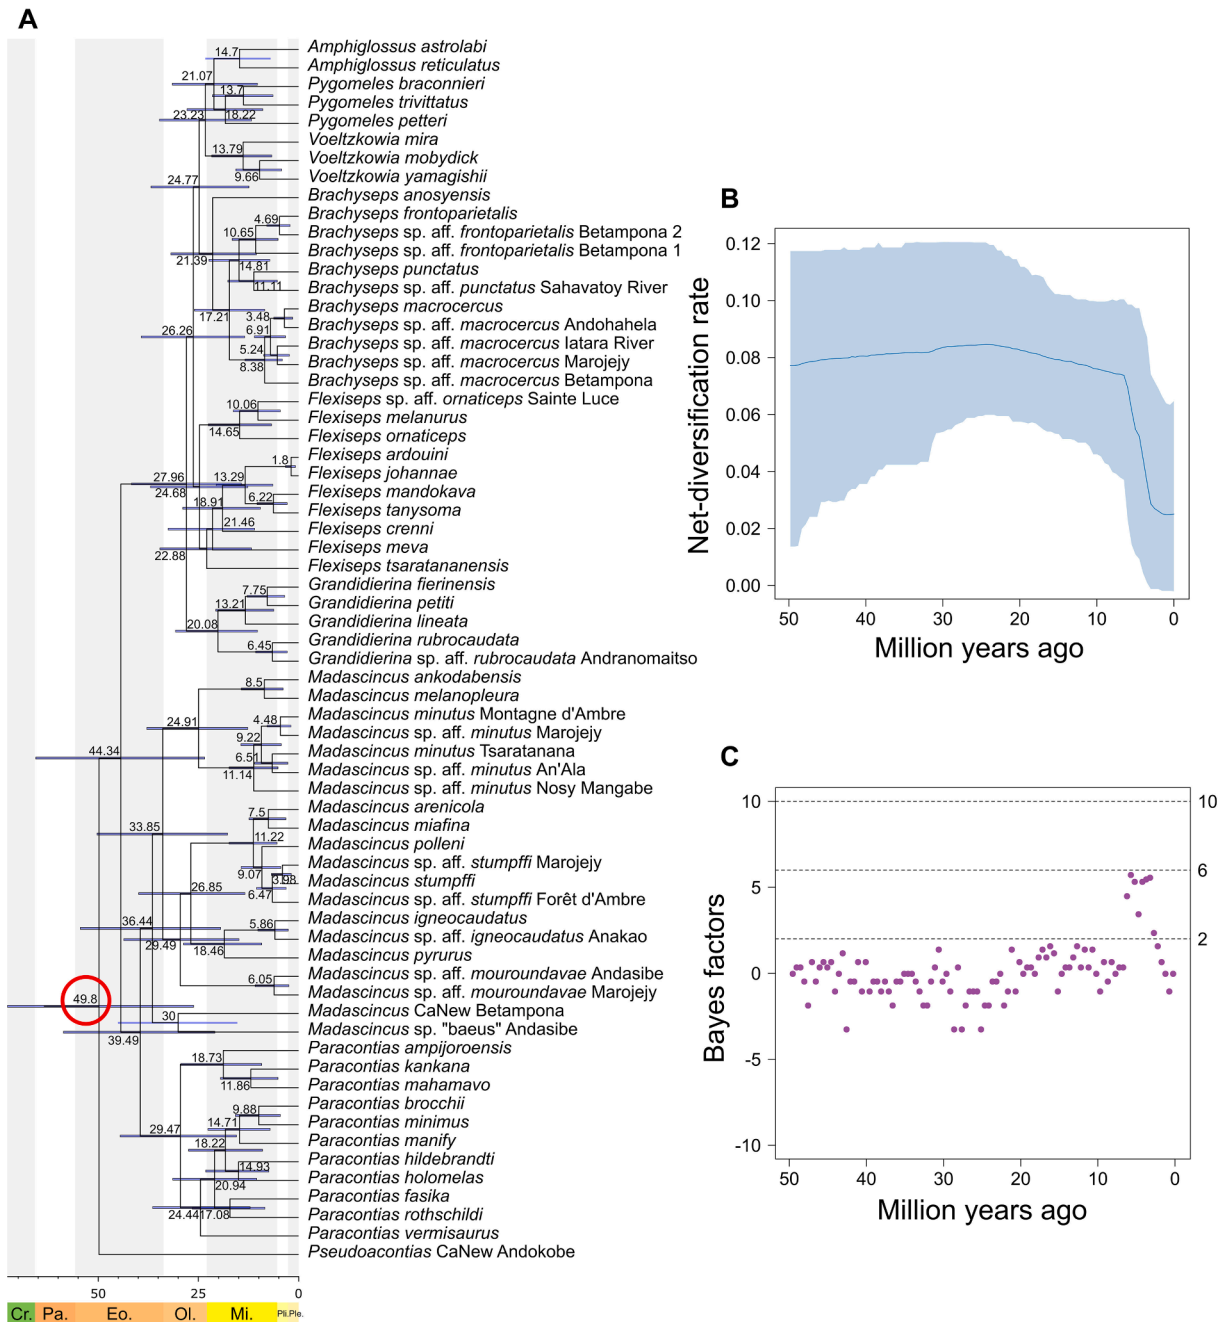 A
Amphiglossus astrolabi
Amphiglossus reticulatus
Pygomeles braconnieri
Pygomeles trivittatus
Pygomeles petteri
Voeltzkowia mira
Voeltzkowia mobydick
Voeltzkowia yamagishii
Brachyseps anosyensis
Brachyseps frontoparietalis
Brachyseps sp. aff. frontoparietalis Betampona 2
Brachyseps sp. aff. frontoparietalis Betampona 1
Brachyseps punctatus
Brachyseps sp. aff. punctatus Sahavatoy River
Brachyseps macrocercus
Brachyseps sp. aff. macrocercus Andohahela
Brachyseps sp. aff. macrocercus Iatara River
Brachyseps sp. aff. macrocercus Marojejy
Brachyseps sp. aff. macrocercus Betampona
Flexiseps sp. aff. ornaticeps Sainte Luce
Flexiseps melanurus
Flexiseps ornaticeps
Flexiseps ardouini
Flexiseps johannae
Flexiseps mandokava
Flexiseps tanysoma
Flexiseps crenni
Flexiseps meva
Flexiseps tsaratananensis
Grandidierina fierinensis
Grandidierina petiti
Grandidierina lineata
Grandidierina rubrocaudata
Grandidierina sp. aff. rubrocaudata Andranomaitso
Madascincus ankodabensis
Madascincus melanopleura
Madascincus minutus Montagne d'Ambre
Madascincus sp. aff. minutus Marojejy
Madascincus minutus Tsaratanana
Madascincus sp. aff. minutus An'Ala
Madascincus sp. aff. minutus Nosy Mangabe
Madascincus arenicola
Madascincus miafina
Madascincus polleni
Madascincus sp. aff. stumpffi Marojejy
Madascincus stumpffi
Madascincus sp. aff. stumpffi Forêt d'Ambre
Madascincus igneocaudatus
Madascincus sp. aff. igneocaudatus Anakao
Madascincus pyrurus
Madascincus sp. aff. mouroundavae Andasibe
Madascincus sp. aff. mouroundavae Marojejy
Madascincus CaNew Betampona
Madascincus sp. "baeus" Andasibe
Paracontias ampijoroensis
Paracontias kankana
Paracontias mahamavo
Paracontias brocchii
Paracontias minimus
Paracontias manify
Paracontias hildebrandti
Paracontias holomelas
Paracontias fasika
Paracontias rothschildi
Paracontias vermisaurus
Pseudoacontias CaNew Andokobe
14.7
21.07
13.7
23.23
18.22
13.79
9.66
24.77
4.69
10.65
21.39
14.81
11.11
17.21
3.48
6.91
26.26
5.24
8.38
10.06
14.65
1.8
27.96
13.29
24.68
6.22
18.91
21.46
22.88
7.75
13.21
20.08
6.45
8.5
24.91
4.48
9.22
44.34
6.51
11.14
7.5
33.85
11.22
9.07
3.98
26.85
6.47
5.86
36.44
29.49
18.46
6.05
49.8
30
39.49
18.73
11.86
9.88
14.71
29.47
18.22
14.93
20.94
24.44
17.08
50 25 0
Cr. Pa. Eo. Ol. Mi. Pli. Ple.
B
Net-diversification rate
0.12
0.10
0.08
0.06
0.04
0.02
0.00
50 40 30 20 10 0
Million years ago
C
Bayes factors
10
5
0
-5
-10
10
6
2
50 40 30 20 10 0
Million years ago